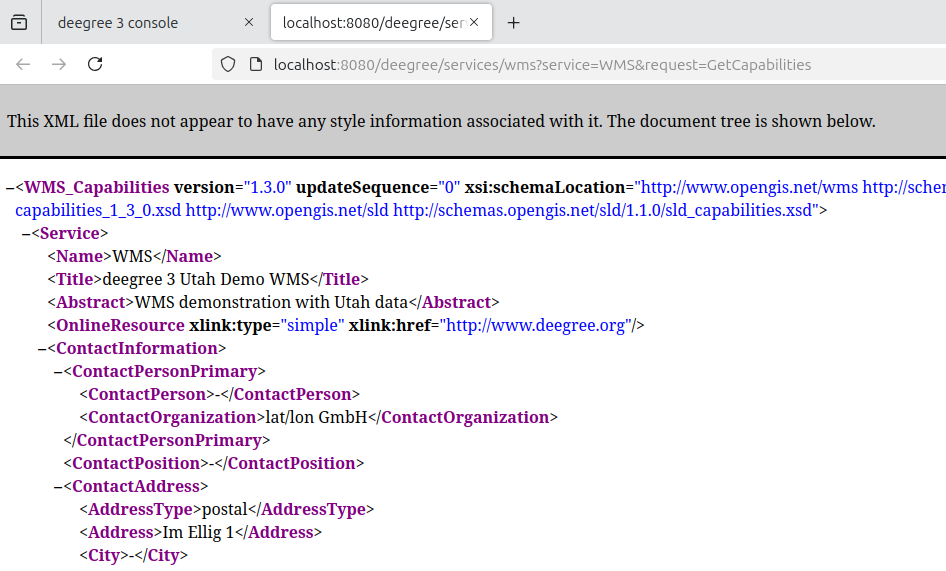 deegree 3 console
localhost:8080/deegree/ser
localhost:8080/deegree/services/wms?service=WMS&request=GetCapabilities
This XML file does not appear to have any style information associated with it. The document tree is shown below.
–<WMS_Capabilities version="1.3.0" updateSequence="0" xsi:schemaLocation="http://www.opengis.net/wms http://scher
capabilities_1_3_0.xsd http://www.opengis.net/sld http://schemas.opengis.net/sld/1.1.0/sld_capabilities.xsd">
–<Service>
<Name>WMS</Name>
<Title>deegree 3 Utah Demo WMS</Title>
<Abstract>WMS demonstration with Utah data</Abstract>
<OnlineResource xlink:type="simple" xlink:href="http://www.deegree.org"/>
–<ContactInformation>
–<ContactPersonPrimary>
<ContactPerson>-</ContactPerson>
<ContactOrganization>lat/lon GmbH</ContactOrganization>
</ContactPersonPrimary>
<ContactPosition>-</ContactPosition>
–<ContactAddress>
<AddressType>postal</AddressType>
<Address>Im Ellig 1</Address>
<City>-</City>